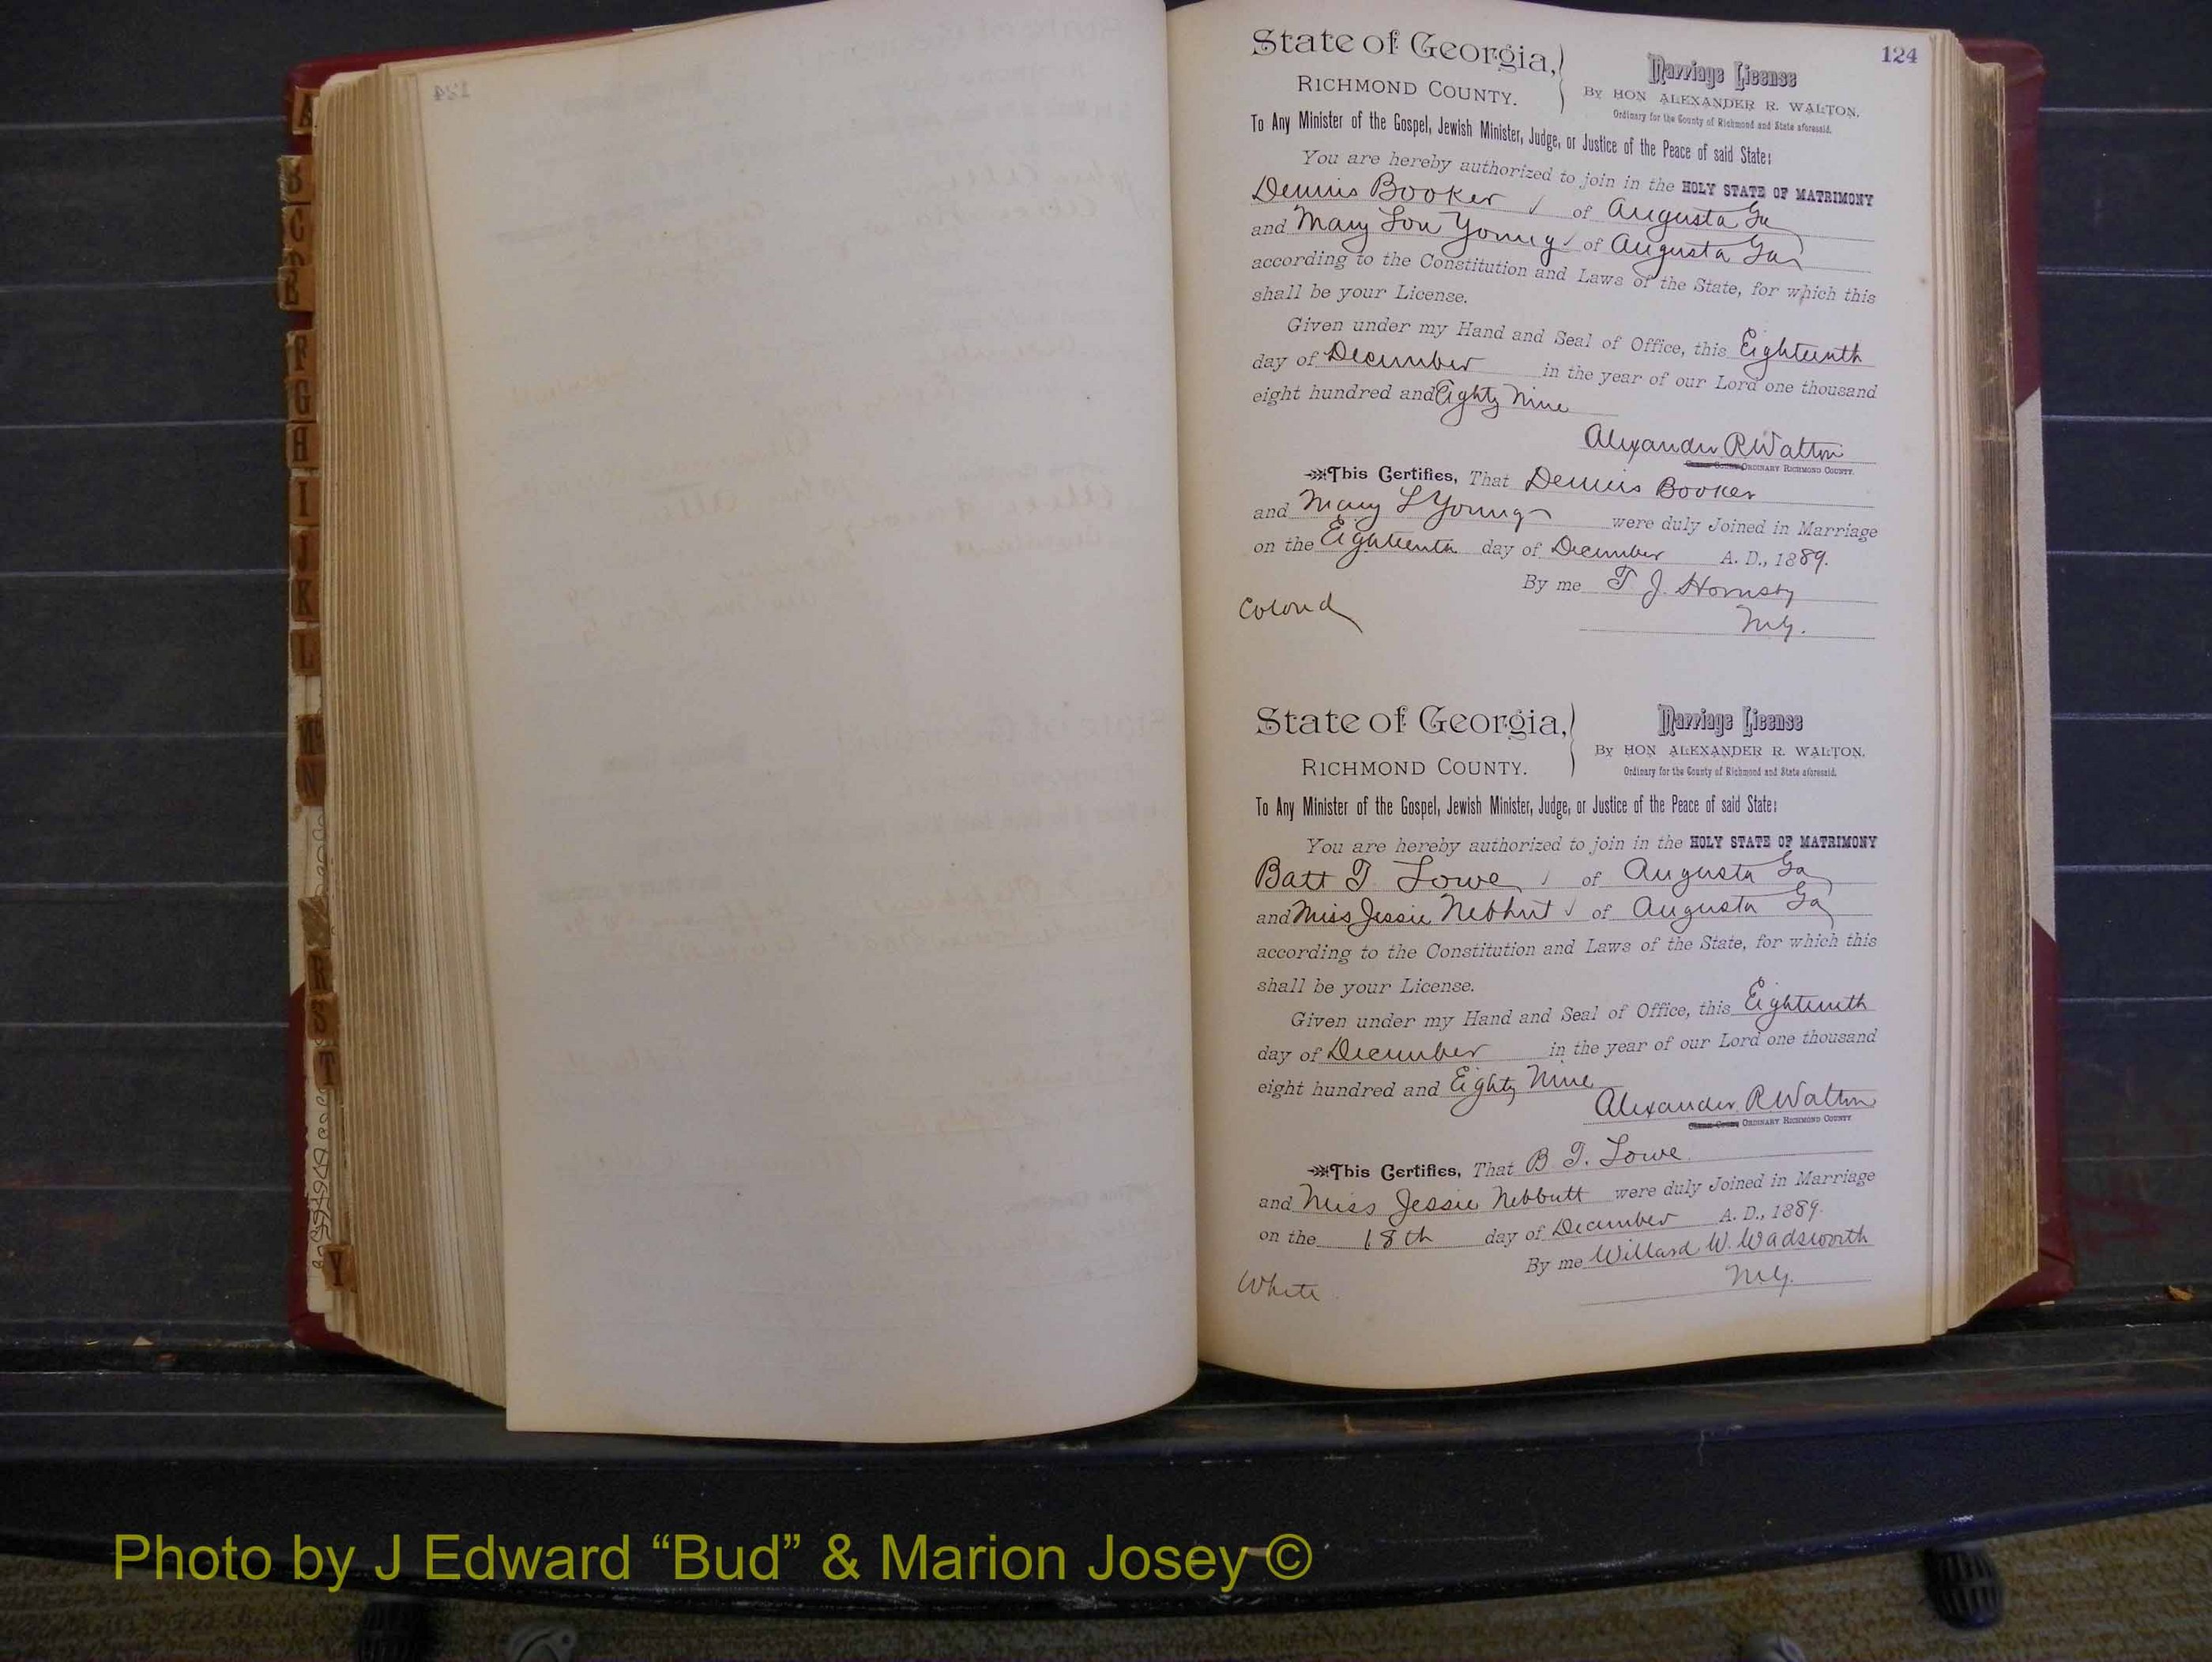 124
State of Georgia,
RICHMOND COUNTY.
Marriage License
By HON ALEXANDER R. WALTON,
Ordinary for the County of Richmond and State aforesaid.
To Any Minister of the Gospel, Jewish Minister, Judge, or Justice of the Peace of said State:
You are hereby authorized to join in the HOLY STATE OF MATRIMONY
Dennis Booker of Augusta Ga
and Mary Lou Young of Augusta Ga
according to the Constitution and Laws of the State, for which this
shall be your License.
Given under my Hand and Seal of Office, this Eighteenth
day of December in the year of our Lord one thousand
eight hundred and Eighty Nine
Alexander R Walton
ORDINARY RICHMOND COUNTY.
This Certifies, That Dennis Booker
and Mary L Young were duly Joined in Marriage
on the Eighteenth day of December A. D., 1889.
By me T. J. Hornsby
M.G.
Colored
State of Georgia,
RICHMOND COUNTY.
Marriage License
By HON ALEXANDER R. WALTON,
Ordinary for the County of Richmond and State aforesaid.
To Any Minister of the Gospel, Jewish Minister, Judge, or Justice of the Peace of said State:
You are hereby authorized to join in the HOLY STATE OF MATRIMONY
Batt T. Lowe of Augusta Ga
and Miss Jessie Nebhut of Augusta Ga
according to the Constitution and Laws of the State, for which this
shall be your License.
Given under my Hand and Seal of Office, this Eighteenth
day of December in the year of our Lord one thousand
eight hundred and Eighty Nine
Alexander R Walton
ORDINARY RICHMOND COUNTY
This Certifies, That B. T. Lowe
and Miss Jessie Nebbutt were duly Joined in Marriage
on the 18th day of December A. D., 1889.
By me Willard W. Wadsworth
M.G.
White
A
B
C
F
G
H
I
J
K
L
Mc
N
R
S
T
Y
Photo by J Edward “Bud” & Marion Josey ©